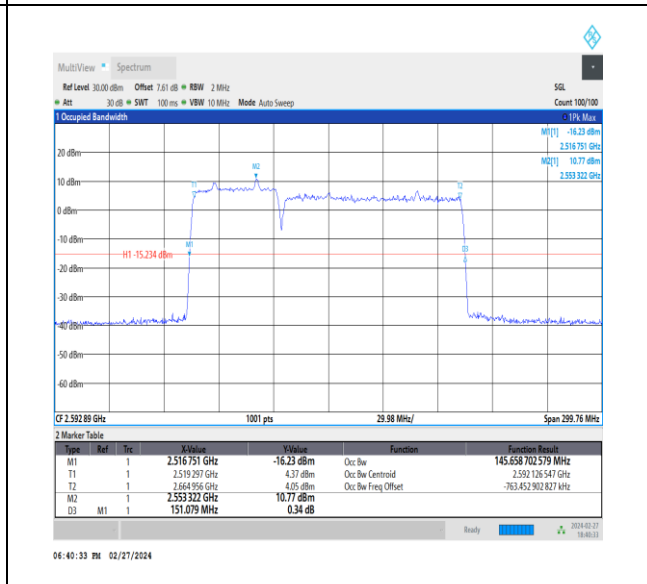 MultiView Spectrum
Ref Level 30.00 dBm Offset 7.61 dB RBW 2 MHz SGL
Att 30 dB SWT 100 ms VBW 10 MHz Mode Auto Sweep Count 100/100
1 Occupied Bandwidth 1Pk Max
M1[1] -16.23 dBm
2.516 751 GHz
M2[1] 10.77 dBm
2.553 322 GHz
20 dBm
10 dBm
0 dBm
-10 dBm
-20 dBm
-30 dBm
-40 dBm
-50 dBm
-60 dBm
M2
T1
T2
M1
D3
H1 -15.234 dBm
CF 2.592 89 GHz 1001 pts 29.98 MHz/ Span 299.76 MHz
2 Marker Table
Type Ref Trc X-Value Y-Value Function Function Result
M1 1 2.516 751 GHz -16.23 dBm Occ Bw 145.658 702 579 MHz
T1 1 2.519 297 GHz 4.37 dBm Occ Bw Centroid 2.592 126 547 GHz
T2 1 2.664 956 GHz 4.05 dBm Occ Bw Freq Offset -763.452 902 827 kHz
M2 1 2.553 322 GHz 10.77 dBm
D3 M1 1 151.079 MHz 0.34 dB
Ready 2024-02-27
18:40:33
06:40:33 PM 02/27/2024